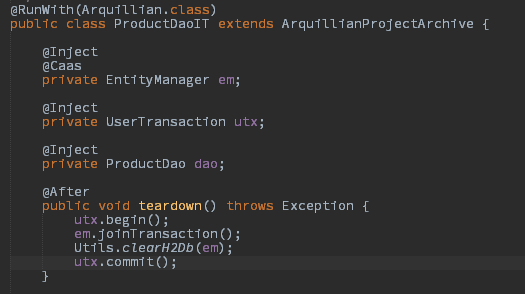 @RunWith(Arquillian.class)
public class ProductDaoIT extends ArquillianProjectArchive {
@Inject
@Caas
private EntityManager em;
@Inject
private UserTransaction utx;
@Inject
private ProductDao dao;
@After
public void teardown() throws Exception {
utx.begin();
em.joinTransaction();
Utils.clearH2Db(em);
utx.commit();
}